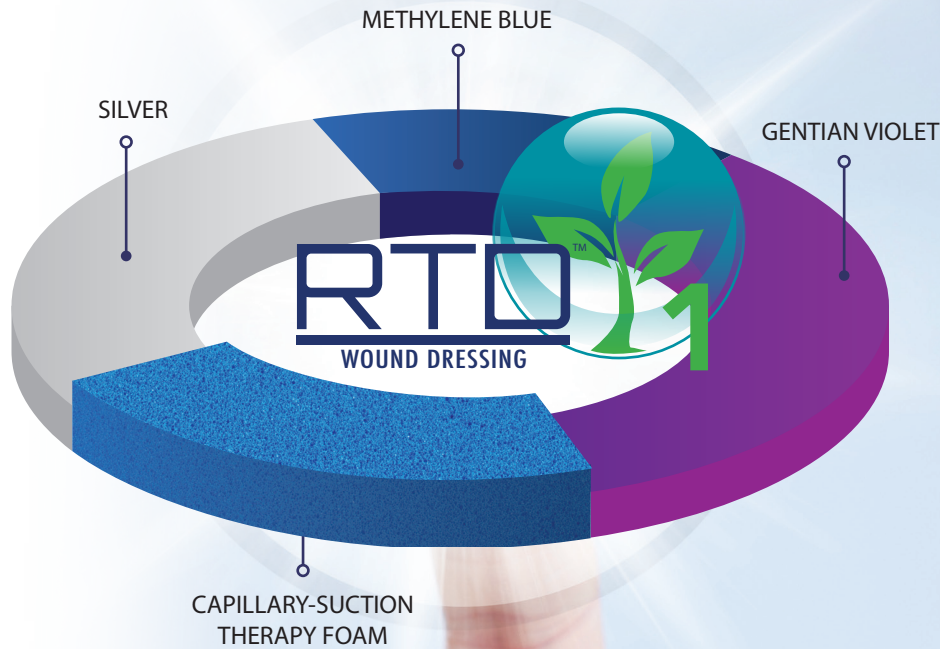 METHYLENE BLUE
SILVER
GENTIAN VIOLET
RTD™
1
WOUND DRESSING
CAPILLARY-SUCTION
THERAPY FOAM